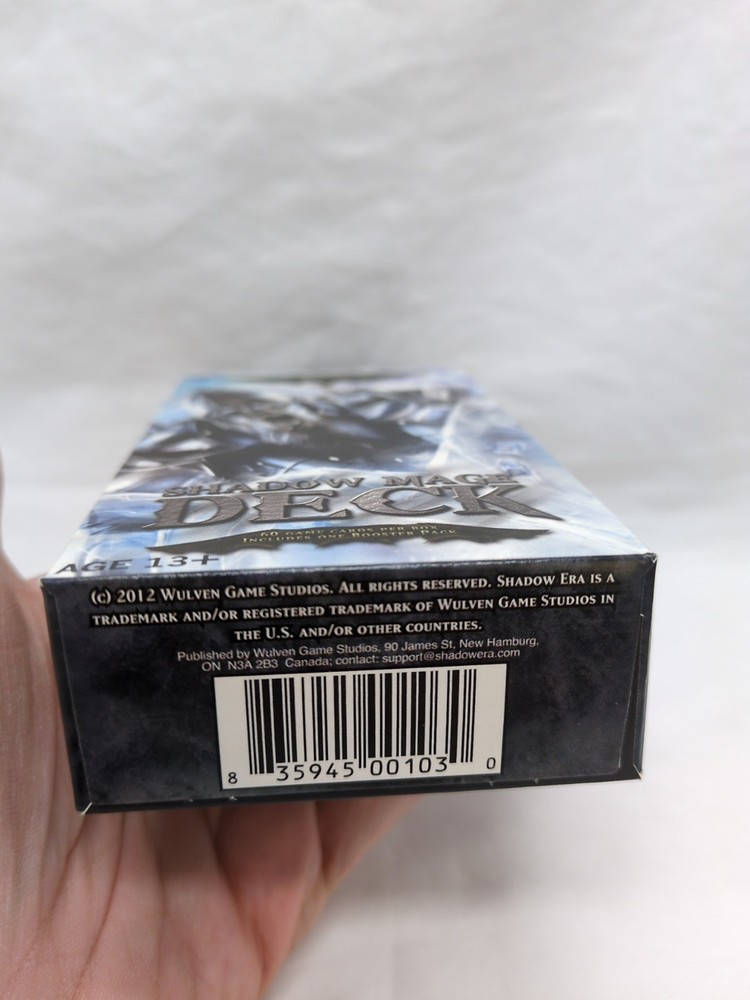 SHADOW MAGE
DECK
60 GAME CARDS PER BOX
INCLUDES ONE BOOSTER PACK
AGE 13+
(c) 2012 WULVEN GAME STUDIOS. ALL RIGHTS RESERVED. SHADOW ERA IS A
TRADEMARK AND/OR REGISTERED TRADEMARK OF WULVEN GAME STUDIOS IN
THE U.S. AND/OR OTHER COUNTRIES.
Published by Wulven Game Studios, 90 James St, New Hamburg,
ON N3A 2B3 Canada; contact: support@shadowera.com
8 35945 00103 0